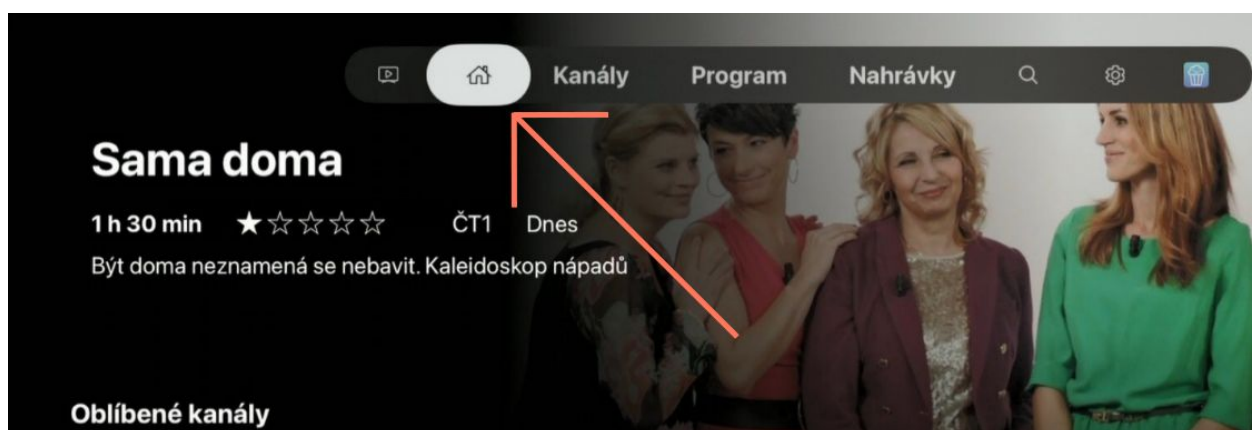 Kanály Program Nahrávky
Sama doma
1 h 30 min ČT1 Dnes
Být doma neznamená se nebavit. Kaleidoskop nápadů
Oblíbené kanály